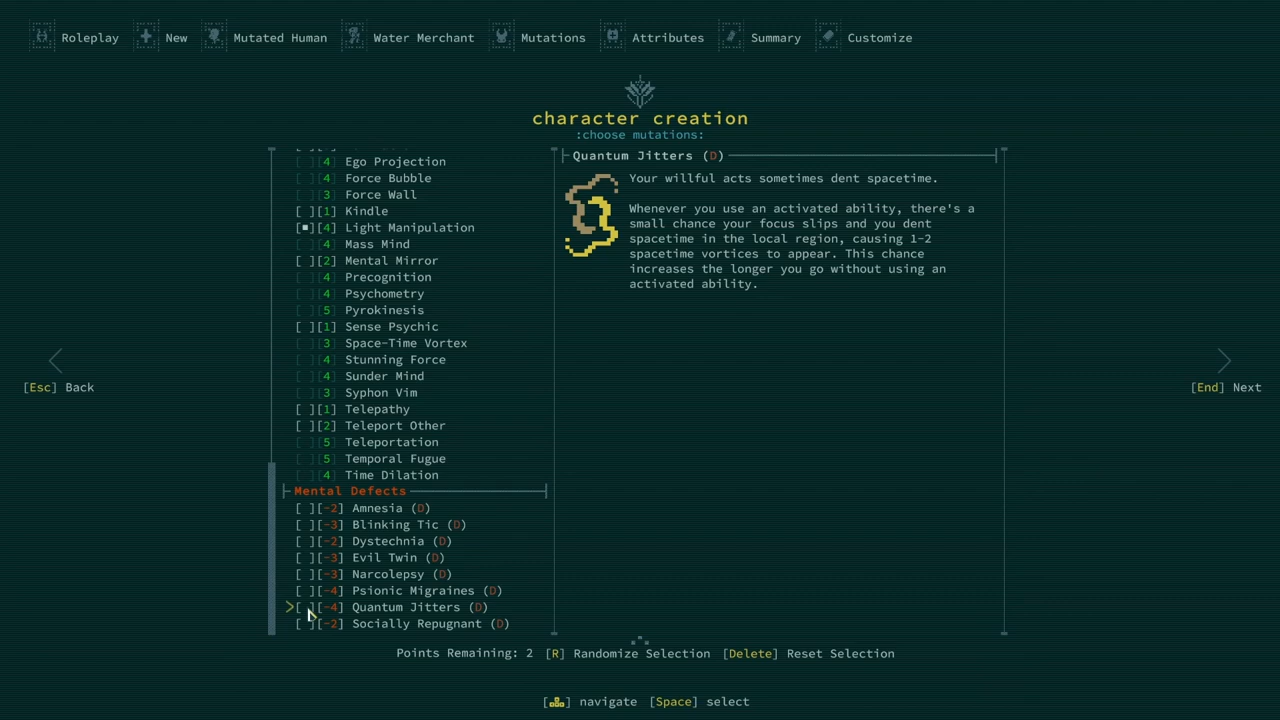 Roleplay New Mutated Human Water Merchant Mutations Attributes Summary Customize
character creation
:choose mutations:
[ ][4] Ego Projection
[ ][4] Force Bubble
[ ][3] Force Wall
[ ][1] Kindle
[■][4] Light Manipulation
[ ][4] Mass Mind
[ ][2] Mental Mirror
[ ][4] Precognition
[ ][4] Psychometry
[ ][5] Pyrokinesis
[ ][1] Sense Psychic
[ ][3] Space-Time Vortex
[ ][4] Stunning Force
[ ][4] Sunder Mind
[ ][3] Syphon Vim
[ ][1] Telepathy
[ ][2] Teleport Other
[ ][5] Teleportation
[ ][5] Temporal Fugue
[ ][4] Time Dilation
Mental Defects
[ ][-2] Amnesia (D)
[ ][-3] Blinking Tic (D)
[ ][-2] Dystechnia (D)
[ ][-3] Evil Twin (D)
[ ][-3] Narcolepsy (D)
[ ][-4] Psionic Migraines (D)
>[ ][-4] Quantum Jitters (D)
[ ][-2] Socially Repugnant (D)
Quantum Jitters (D)
Your willful acts sometimes dent spacetime.
Whenever you use an activated ability, there's a
small chance your focus slips and you dent
spacetime in the local region, causing 1-2
spacetime vortices to appear. This chance
increases the longer you go without using an
activated ability.
[Esc] Back
[End] Next
Points Remaining: 2 [R] Randomize Selection [Delete] Reset Selection
navigate [Space] select